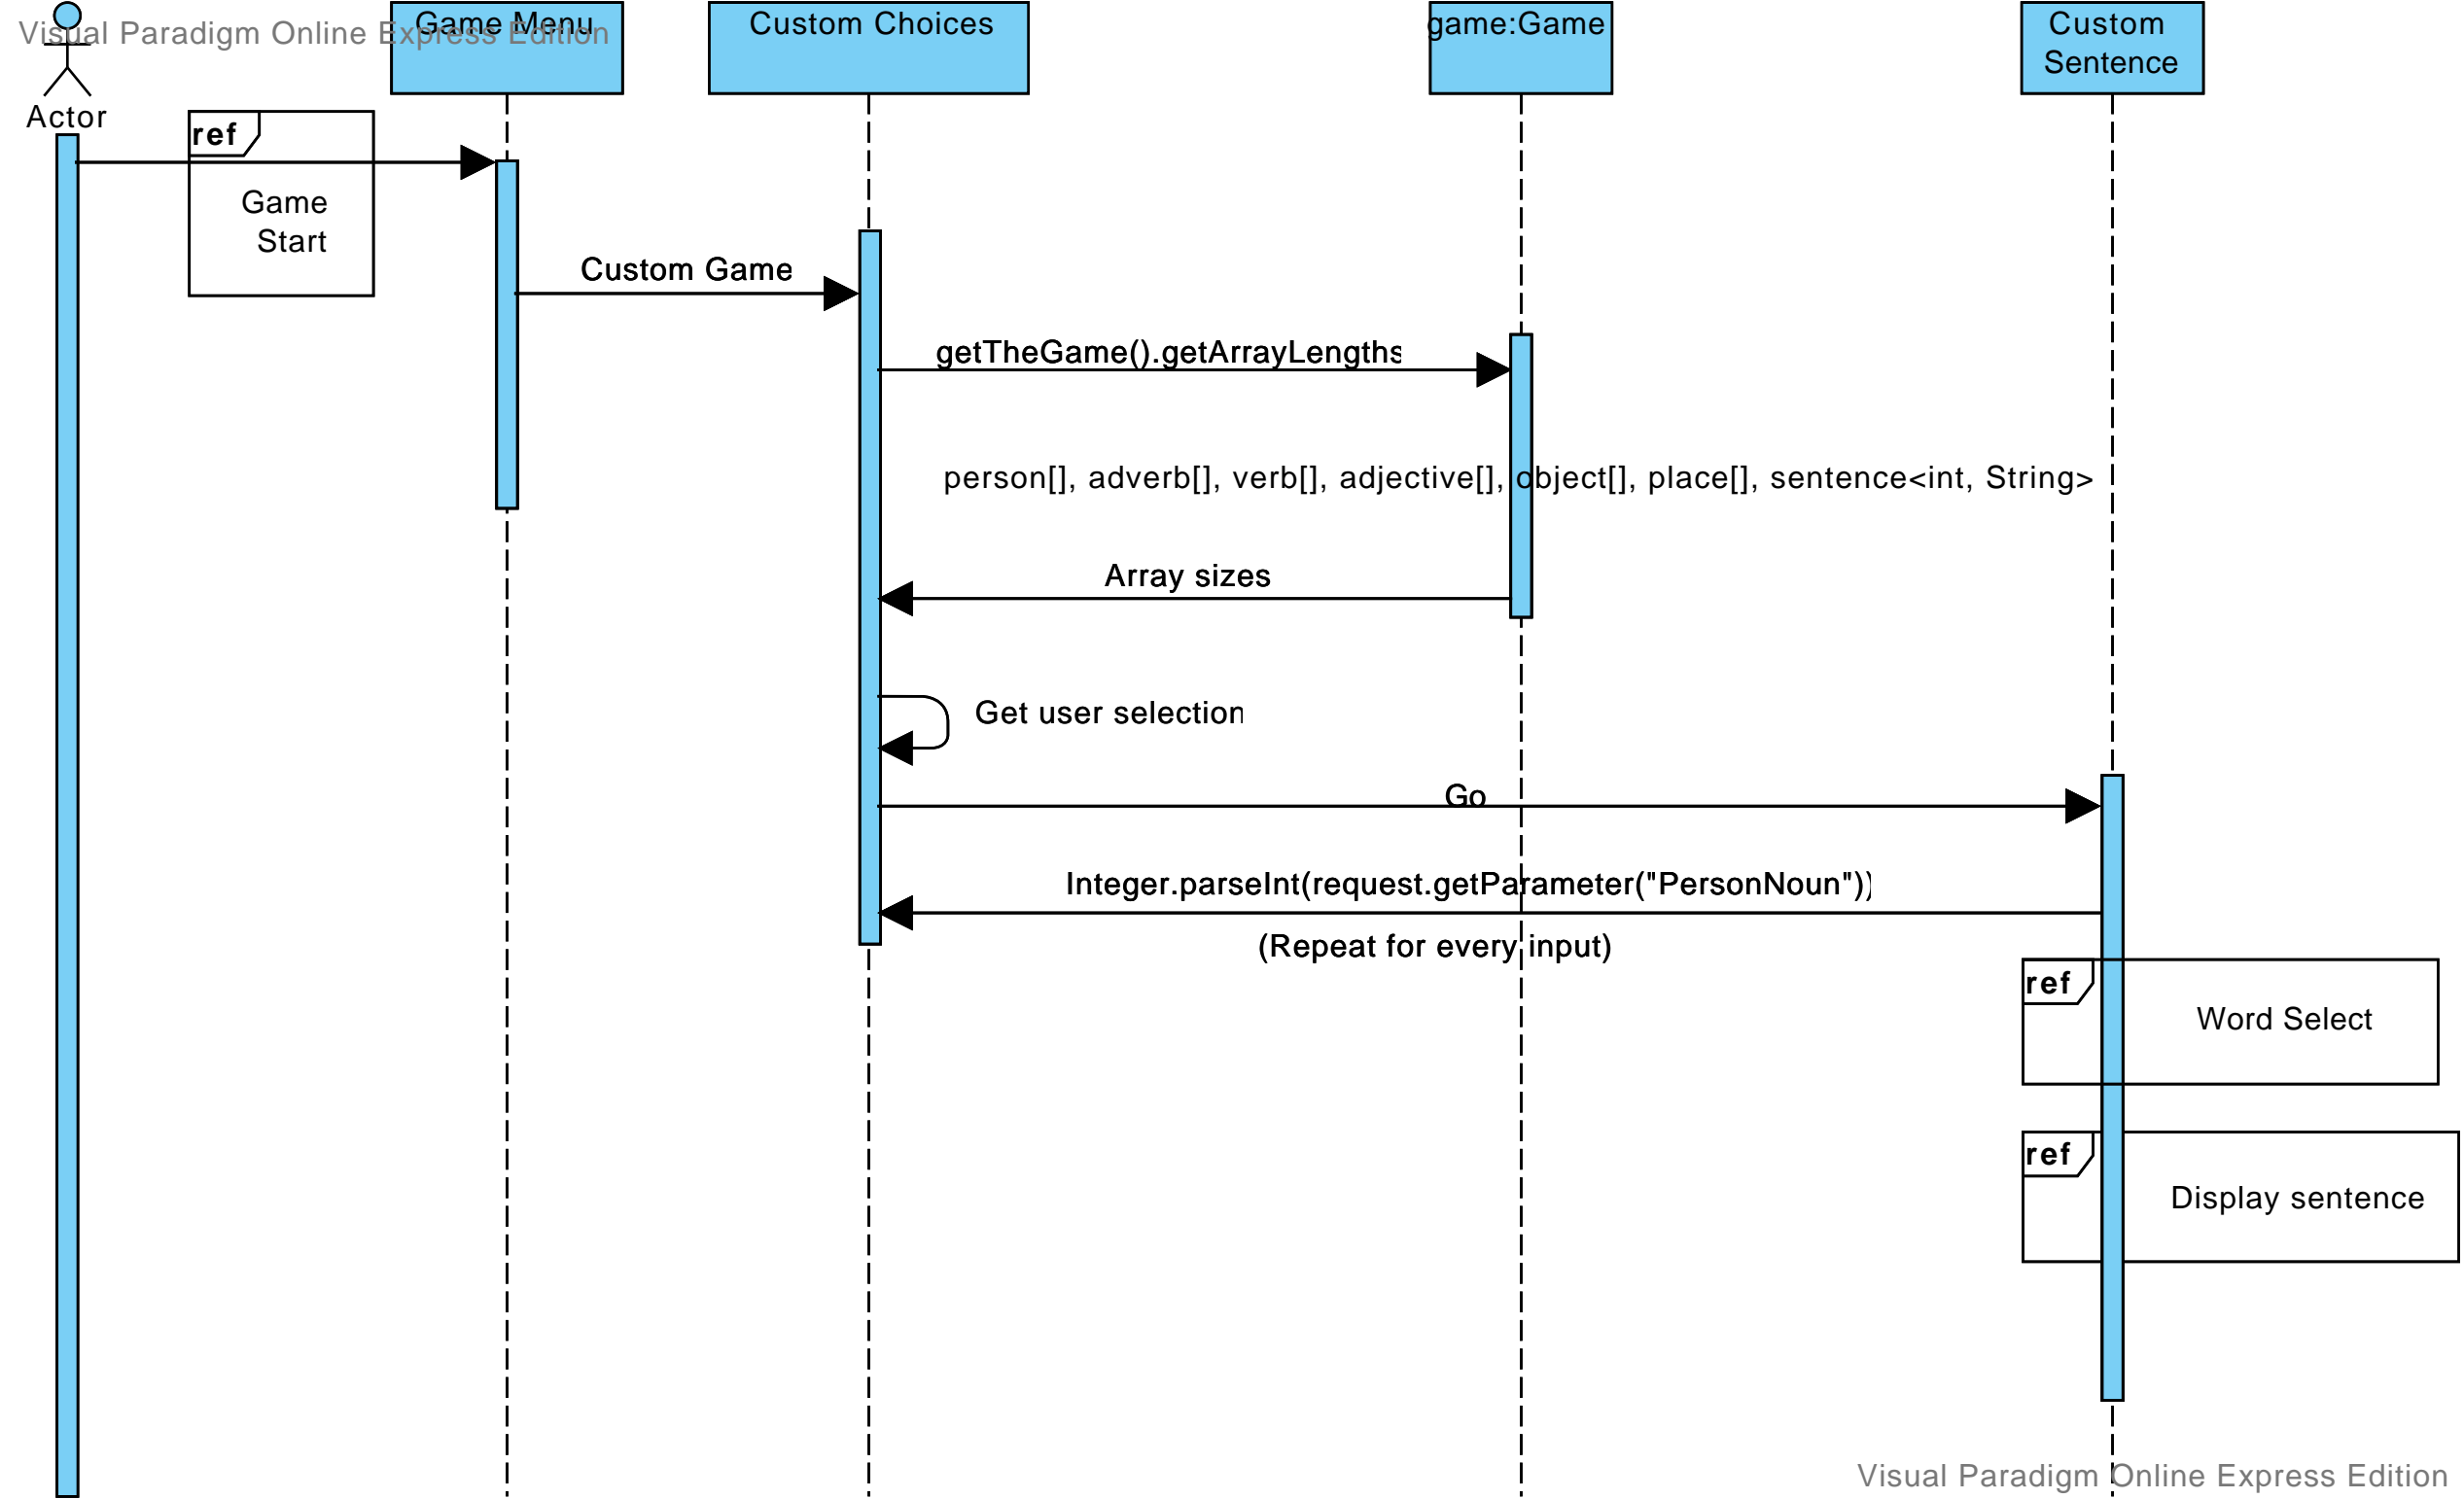 Visual Paradigm Online Express Edition
Game Menu
Custom Choices
game:Game
Custom
Sentence
Actor
ref
Game
Start
Custom Game
getTheGame().getArrayLengths
person[], adverb[], verb[], adjective[], object[], place[], sentence<int, String>
Array sizes
Get user selection
Go
Integer.parseInt(request.getParameter("PersonNoun"))
(Repeat for every input)
ref
Word Select
ref
Display sentence
Visual Paradigm Online Express Edition